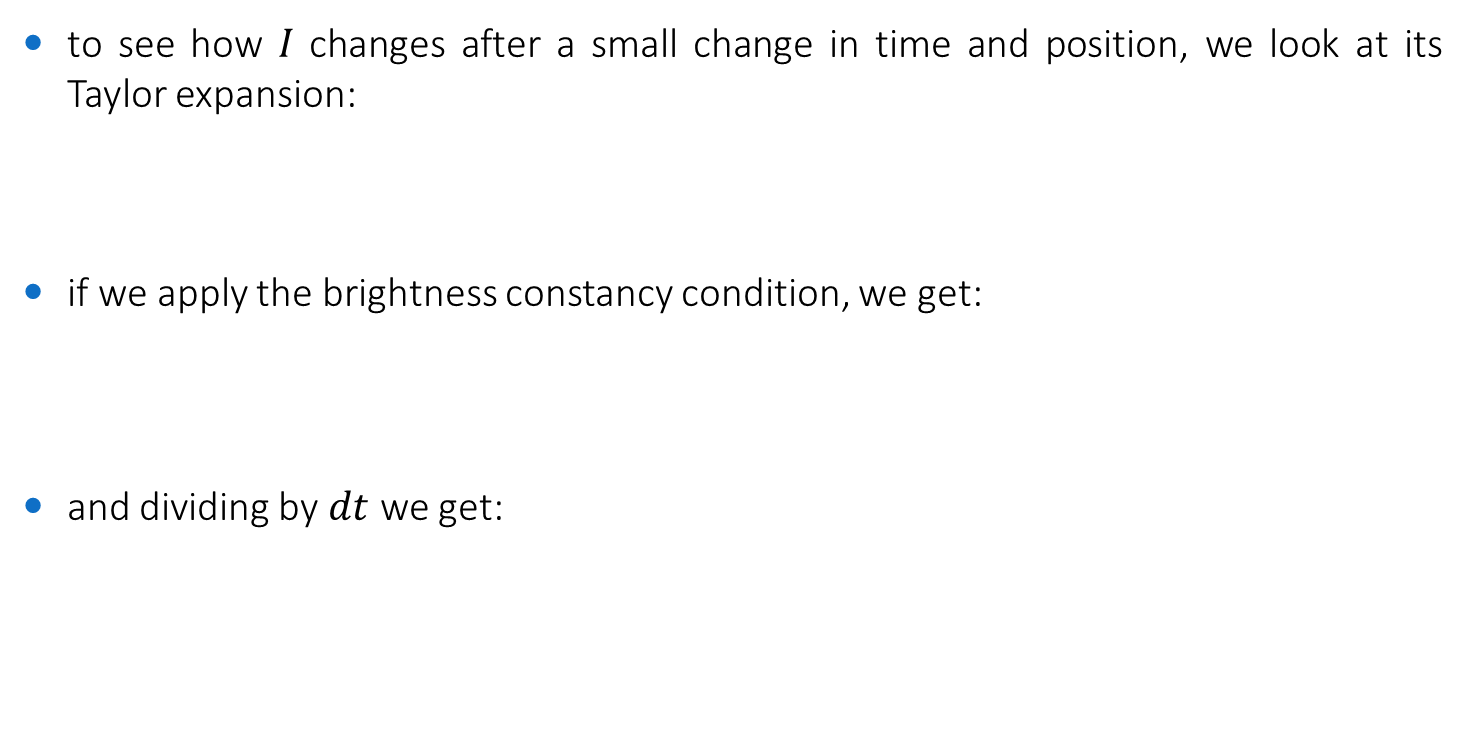 • to see how I changes after a small change in time and position, we look at its
Taylor expansion:
• if we apply the brightness constancy condition, we get:
• and dividing by dt we get: